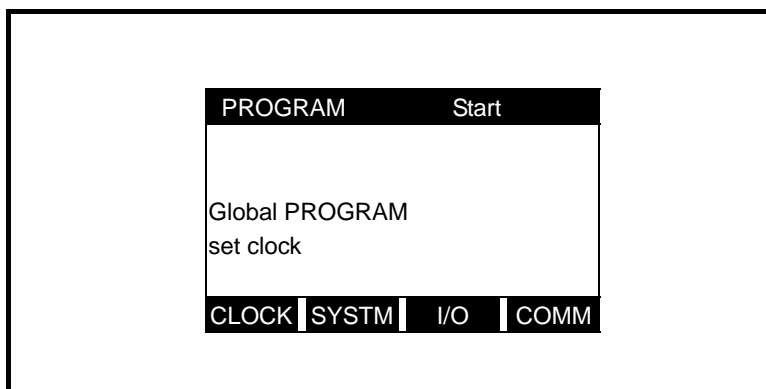 PROGRAM Start
Global PROGRAM
set clock
CLOCK SYSTM I/O COMM